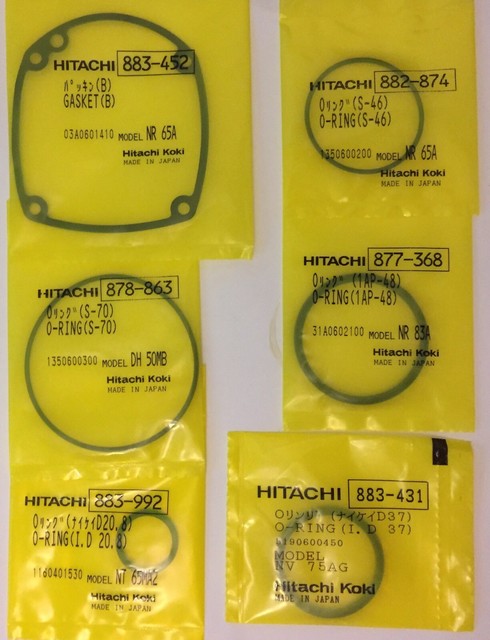 HITACHI 883-452
パッキン(B)
GASKET(B)
03A0601410 MODEL NR 65A
Hitachi Koki
MADE IN JAPAN
HITACHI 882-874
Oリング(S-46)
O-RING(S-46)
1350600200 MODEL NR 65A
Hitachi Koki
MADE IN JAPAN
HITACHI 878-863
Oリング(S-70)
O-RING(S-70)
1350600300 MODEL DH 50MB
Hitachi Koki
MADE IN JAPAN
HITACHI 877-368
Oリング(1AP-48)
O-RING(1AP-48)
31A0602100 MODEL NR 83A
Hitachi Koki
MADE IN JAPAN
HITACHI 883-992
Oリング(ナイケイD20.8)
O-RING(I.D 20.8)
1160401530 MODEL NT 65MA2
Hitachi Koki
MADE IN JAPAN
HITACHI 883-431
Oリング (ナイケイD37)
O-RING(I.D 37)
3190600450
MODEL
NV 75AG
Hitachi Koki
MADE IN JAPAN